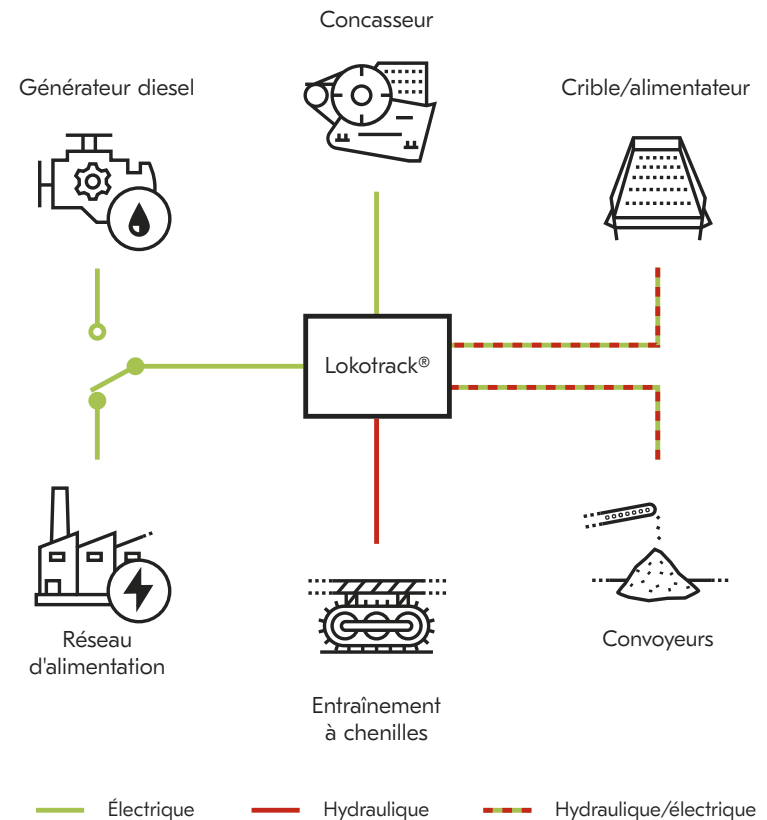 Concasseur
Générateur diesel
Crible/alimentateur
Lokotrack®
Réseau
d'alimentation
Convoyeurs
Entraînement
à chenilles
Électrique
Hydraulique
Hydraulique/électrique